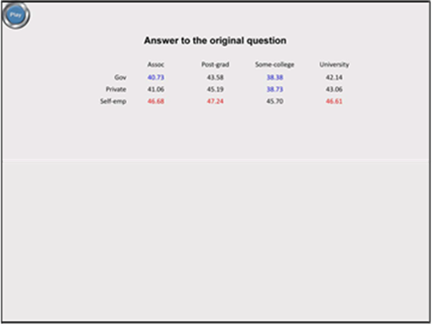 Play
Answer to the original question
Assoc Post-grad Some-college University
Gov 40.73 43.58 38.38 42.14
Private 41.06 45.19 38.73 43.06
Self-emp 46.68 47.24 45.70 46.61